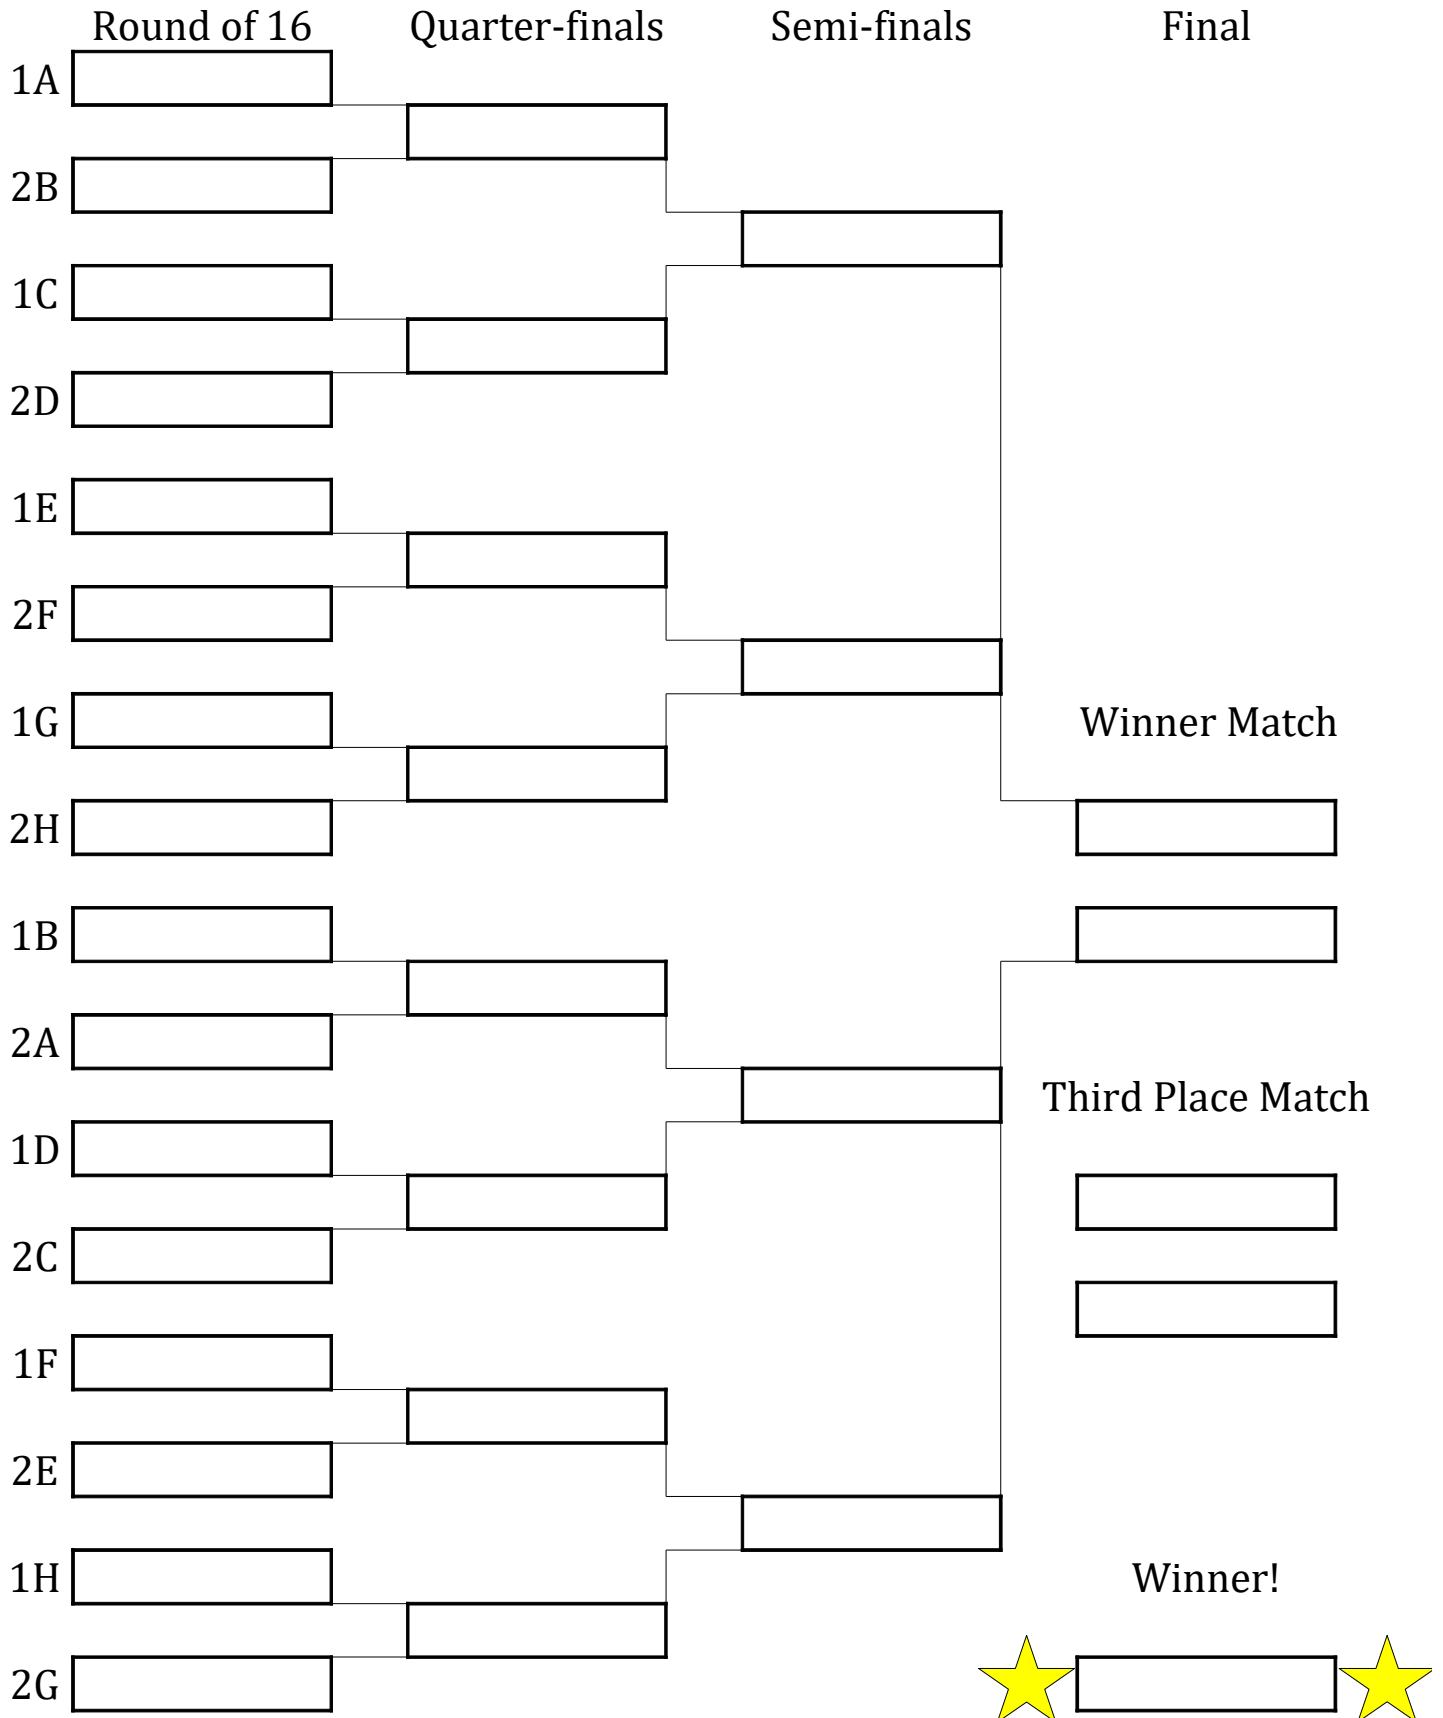 Round of 16 Quarter-finals Semi-finals Final
1A
2B
1C
2D
1E
2F
1G
Winner Match
2H
1B
2A
Third Place Match
1D
2C
1F
2E
1H
Winner!
2G